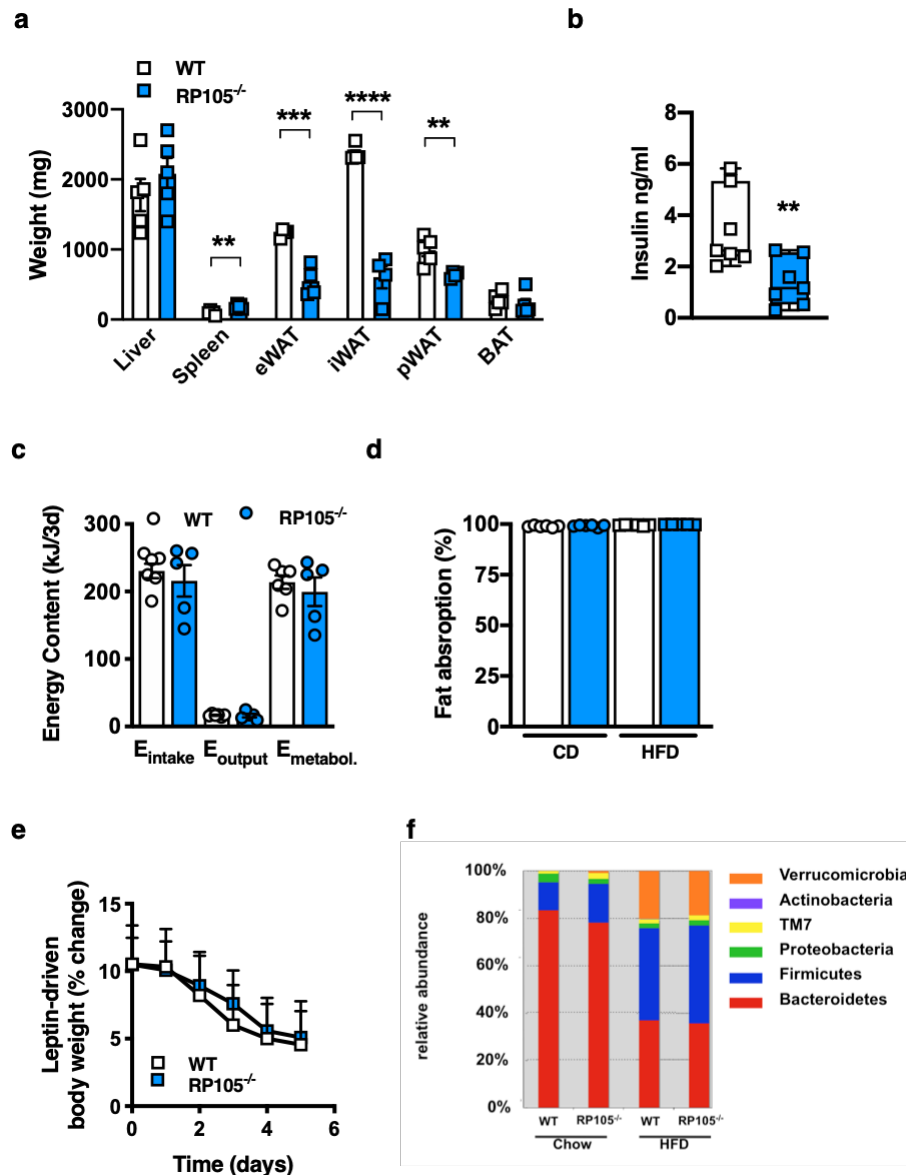 a
WT
RP105-/-
Weight (mg)
3000
2000
1000
0
**
***
****
**
Liver
Spleen
eWAT
iWAT
pWAT
BAT
b
Insulin ng/ml
8
6
4
2
0
**
c
WT
RP105-/-
Energy Content (kJ/3d)
300
200
100
0
Eintake
Eoutput
Emetabol.
d
Fat absroption (%)
100
75
50
25
0
CD
HFD
e
Leptin-driven
body weight (% change)
15
10
5
0
WT
RP105-/-
0
2
4
6
Time (days)
f
relative abundance
100%
80%
60%
40%
20%
0%
WT
RP105-/-
WT
RP105-/-
Chow
HFD
Verrucomicrobia
Actinobacteria
TM7
Proteobacteria
Firmicutes
Bacteroidetes